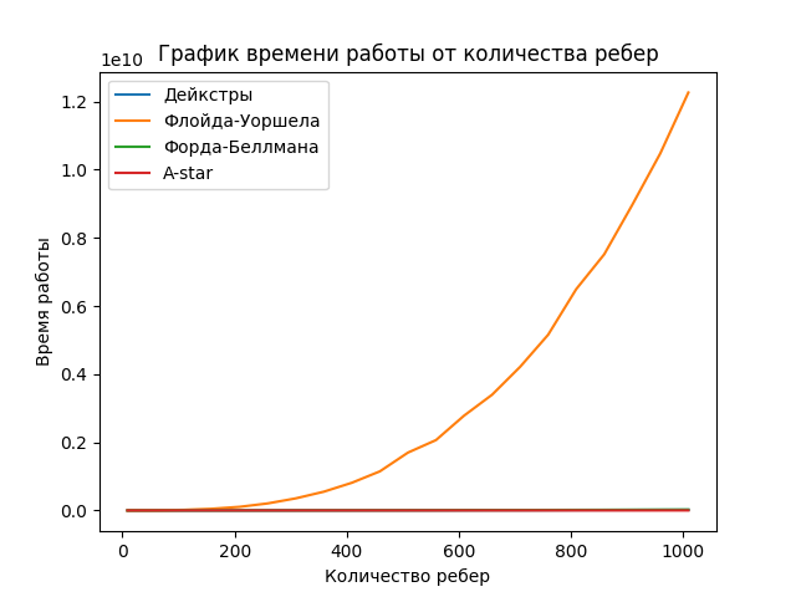 График времени работы от количества ребер
1e10
Дейкстры
Флойда-Уоршела
Форда-Беллмана
A-star
1.2
1.0
0.8
0.6
0.4
0.2
0.0
Время работы
0 200 400 600 800 1000
Количество ребер